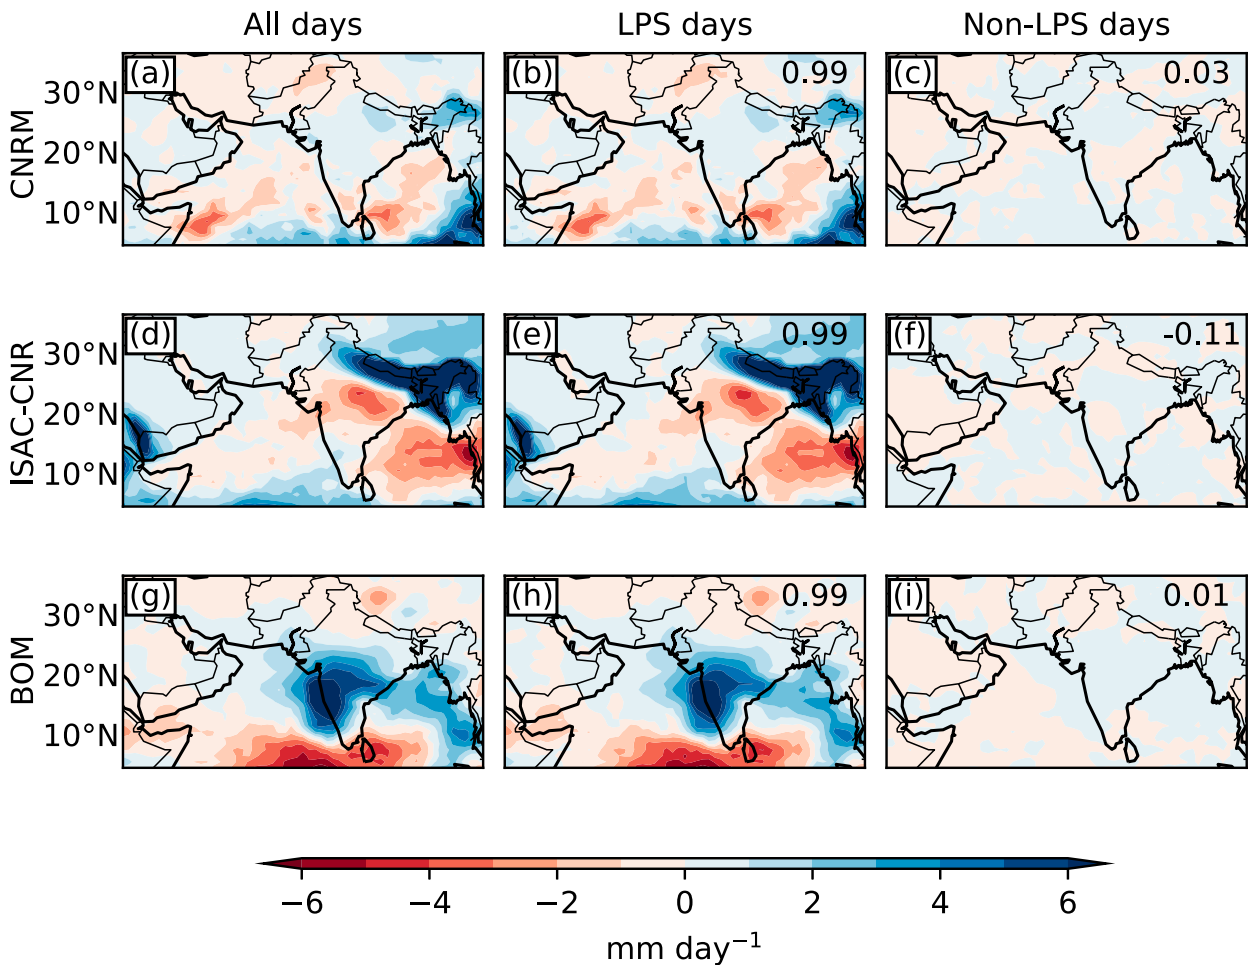 All days LPS days Non-LPS days
CNRM
(a) (b) 0.99 (c) 0.03
30°N
20°N
10°N
ISAC-CNR
(d) (e) 0.99 (f) -0.11
30°N
20°N
10°N
BOM
(g) (h) 0.99 (i) 0.01
30°N
20°N
10°N
−6 −4 −2 0 2 4 6
mm day⁻¹